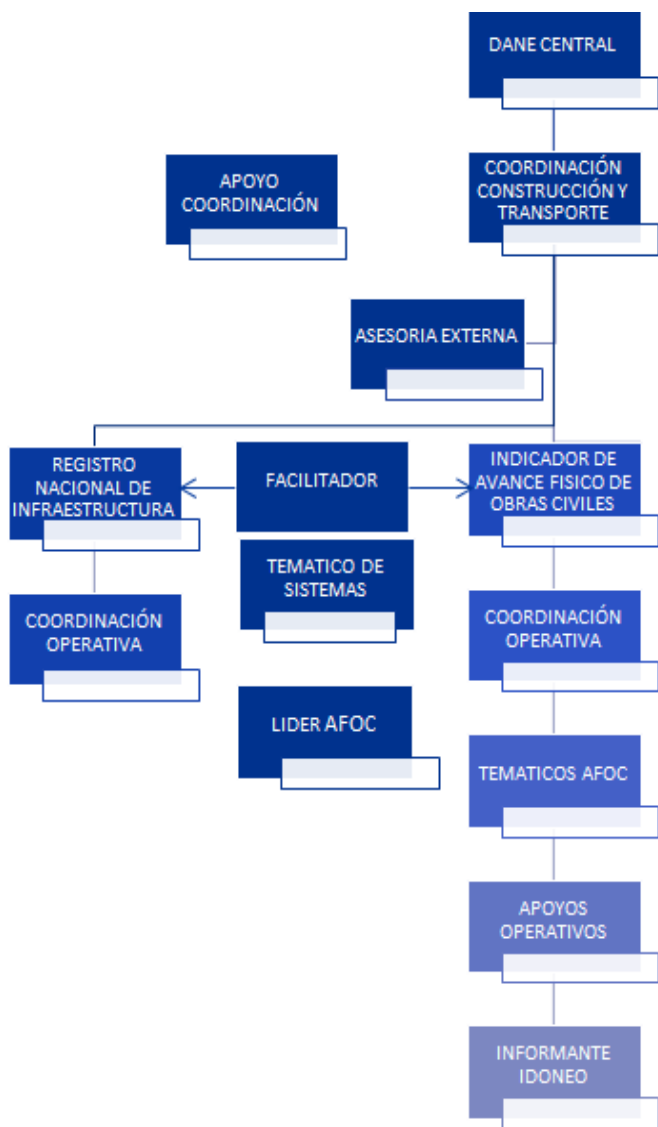 DANE CENTRAL
APOYO
COORDINACIÓN
COORDINACIÓN
CONSTRUCCIÓN Y
TRANSPORTE
ASESORIA EXTERNA
REGISTRO
NACIONAL DE
INFRAESTRUCTURA
FACILITADOR
INDICADOR DE
AVANCE FISICO DE
OBRAS CIVILES
TEMATICO DE
SISTEMAS
COORDINACIÓN
OPERATIVA
COORDINACIÓN
OPERATIVA
LIDER AFOC
TEMATICOS AFOC
APOYOS
OPERATIVOS
INFORMANTE
IDONEO